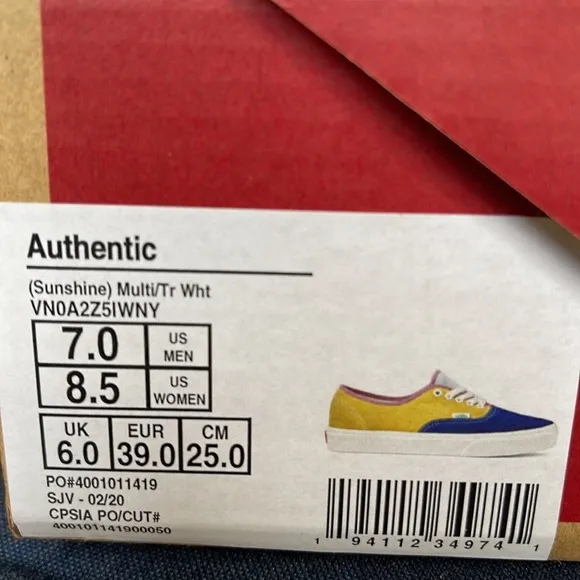 Authentic
(Sunshine) Multi/Tr Wht
VN0A2Z5IWNY
7.0 US MEN
8.5 US WOMEN
UK EUR CM
6.0 39.0 25.0
PO#4001011419
SJV - 02/20
CPSIA PO/CUT#
400101141900050
1 94112 34974 1